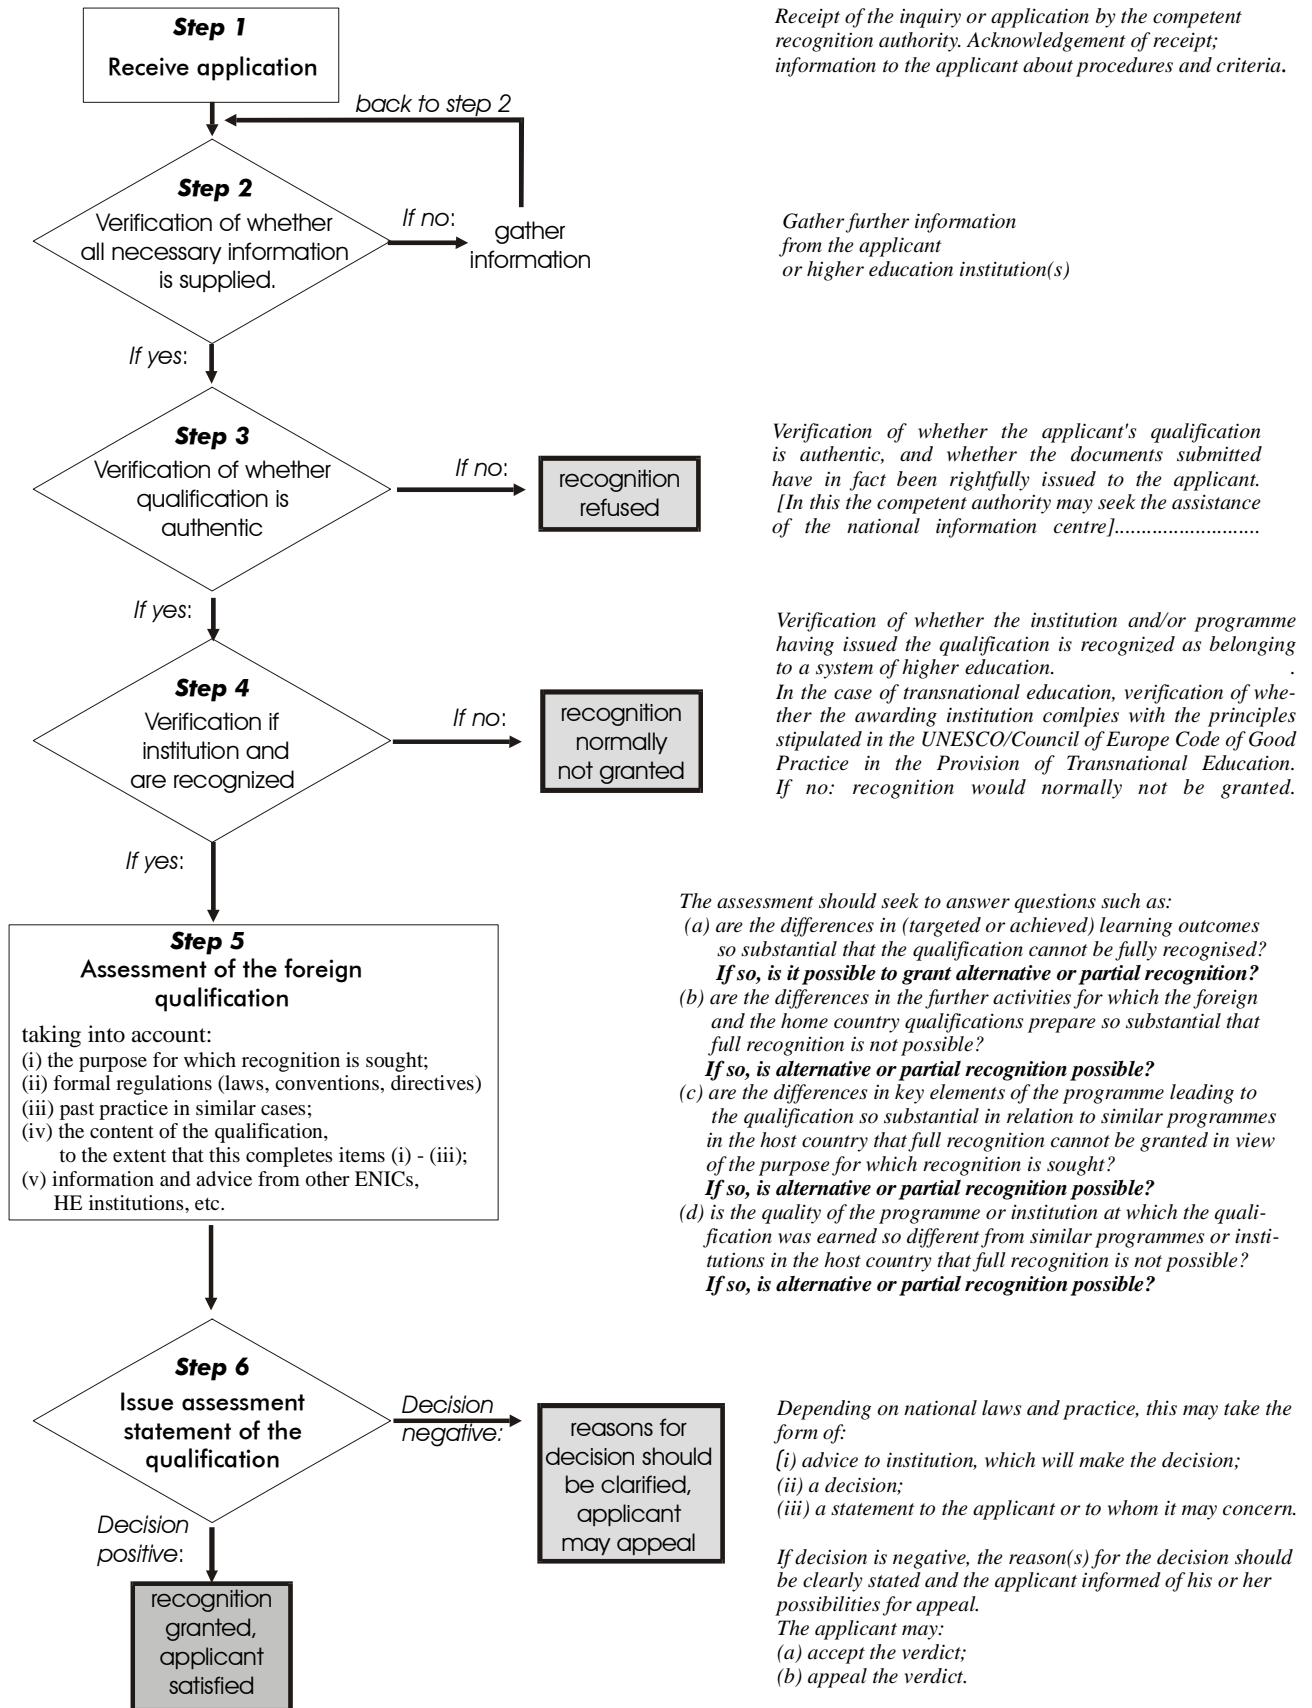 Step 1
Receive application
Receipt of the inquiry or application by the competent
recognition authority. Acknowledgement of receipt;
information to the applicant about procedures and criteria.
back to step 2
Step 2
Verification of whether
all necessary information
is supplied.
If no:
gather
information
Gather further information
from the applicant
or higher education institution(s)
If yes:
Step 3
Verification of whether
qualification is
authentic
If no:
recognition
refused
Verification of whether the applicant's qualification
is authentic, and whether the documents submitted
have in fact been rightfully issued to the applicant.
[In this the competent authority may seek the assistance
of the national information centre]............................
If yes:
Step 4
Verification if
institution and
are recognized
If no:
recognition
normally
not granted
Verification of whether the institution and/or programme
having issued the qualification is recognized as belonging
to a system of higher education. .
In the case of transnational education, verification of whe-
ther the awarding institution comlpies with the principles
stipulated in the UNESCO/Council of Europe Code of Good
Practice in the Provision of Transnational Education.
If no: recognition would normally not be granted.
If yes:
Step 5
Assessment of the foreign
qualification
taking into account:
(i) the purpose for which recognition is sought;
(ii) formal regulations (laws, conventions, directives)
(iii) past practice in similar cases;
(iv) the content of the qualification,
to the extent that this completes items (i) - (iii);
(v) information and advice from other ENICs,
HE institutions, etc.
The assessment should seek to answer questions such as:
(a) are the differences in (targeted or achieved) learning outcomes
so substantial that the qualification cannot be fully recognised?
If so, is it possible to grant alternative or partial recognition?
(b) are the differences in the further activities for which the foreign
and the home country qualifications prepare so substantial that
full recognition is not possible?
If so, is alternative or partial recognition possible?
(c) are the differences in key elements of the programme leading to
the qualification so substantial in relation to similar programmes
in the host country that full recognition cannot be granted in view
of the purpose for which recognition is sought?
If so, is alternative or partial recognition possible?
(d) is the quality of the programme or institution at which the quali-
fication was earned so different from similar programmes or insti-
tutions in the host country that full recognition is not possible?
If so, is alternative or partial recognition possible?
Step 6
Issue assessment
statement of the
qualification
Decision
negative:
reasons for
decision should
be clarified,
applicant
may appeal
Depending on national laws and practice, this may take the
form of:
[i) advice to institution, which will make the decision;
(ii) a decision;
(iii) a statement to the applicant or to whom it may concern.
Decision
positive:
recognition
granted,
applicant
satisfied
If decision is negative, the reason(s) for the decision should
be clearly stated and the applicant informed of his or her
possibilities for appeal.
The applicant may:
(a) accept the verdict;
(b) appeal the verdict.